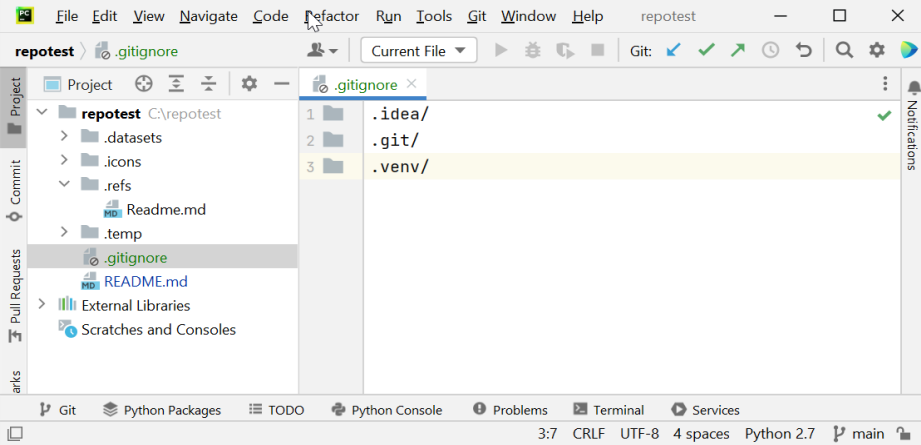 PC
File Edit View Navigate Code Refactor Run Tools Git Window Help repotest
repotest .gitignore Current File Git:
Project .gitignore
repotest C:\repotest
.datasets
.icons
.refs
MD Readme.md
.temp
.gitignore
MD README.md
External Libraries
Scratches and Consoles
1 .idea/
2 .git/
3 .venv/
Project
Commit
Pull Requests
arks
Notifications
Git Python Packages TODO Python Console Problems Terminal Services
3:7 CRLF UTF-8 4 spaces Python 2.7 main